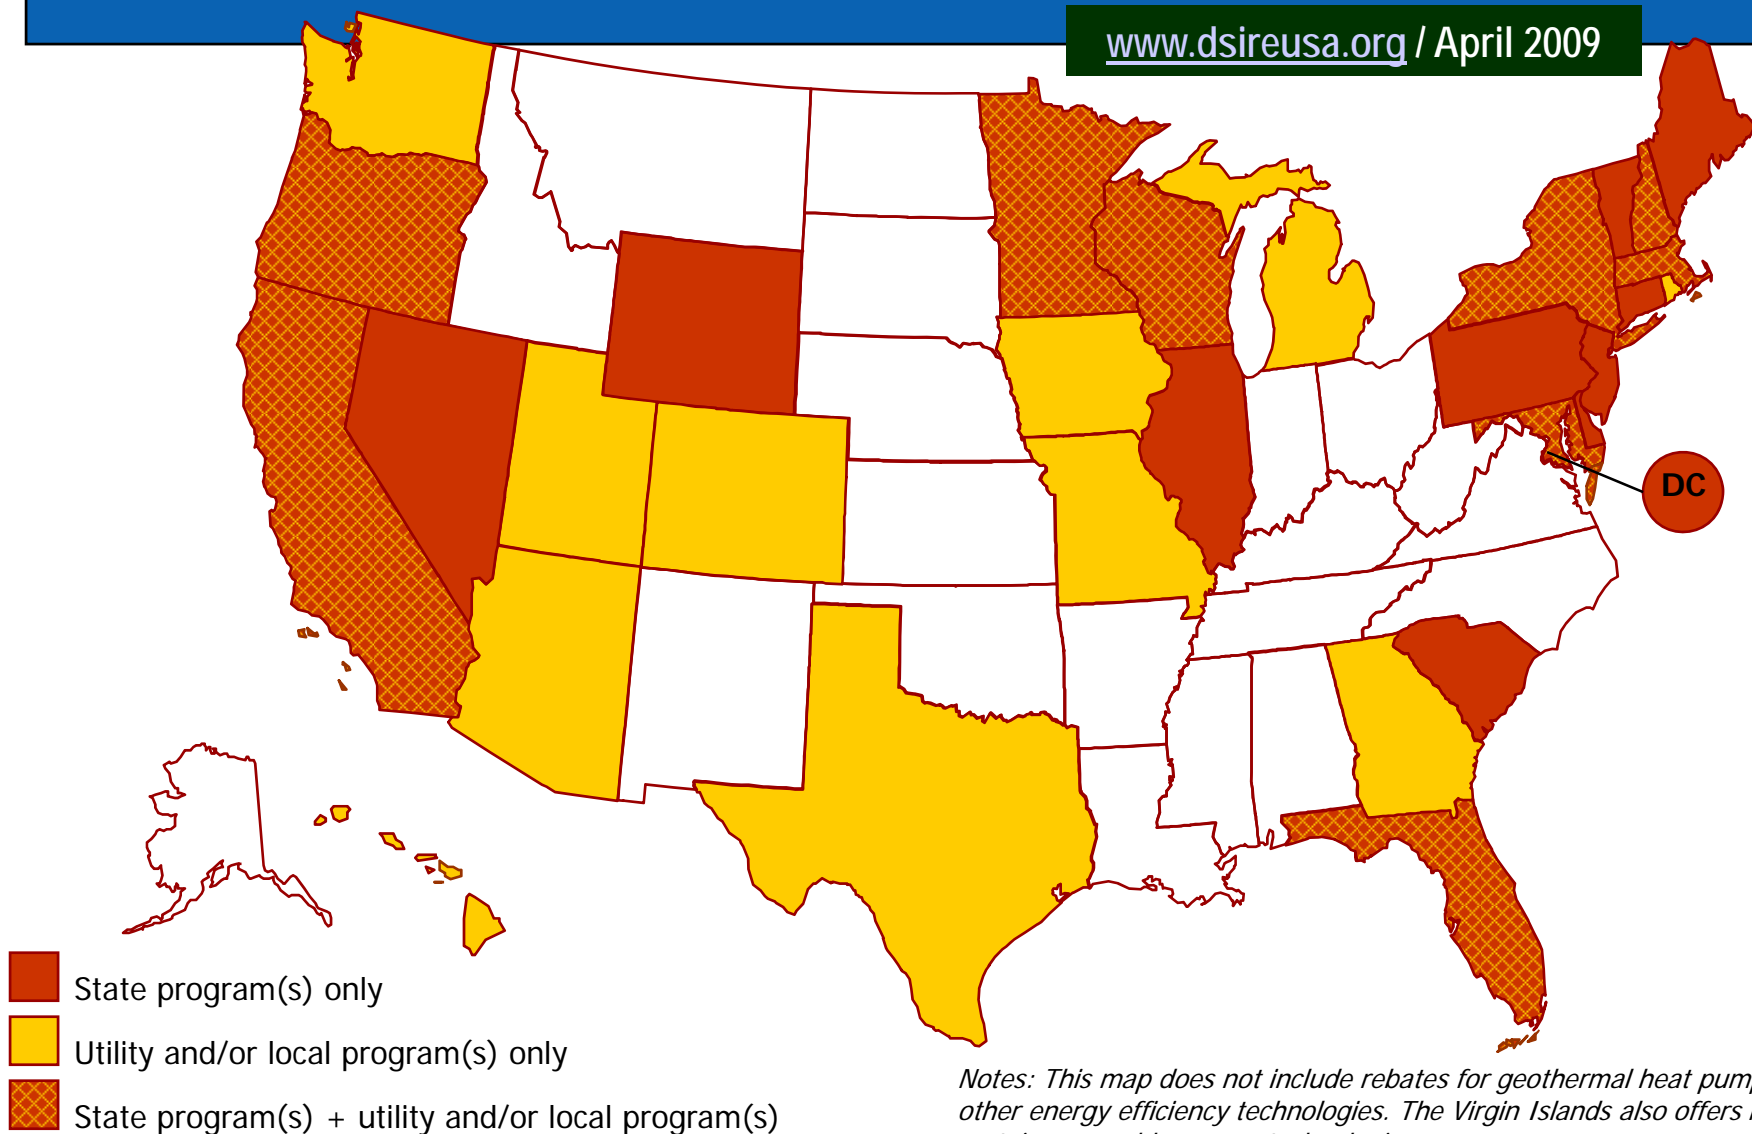 www.dsireusa.org / April 2009
DC
State program(s) only
Utility and/or local program(s) only
State program(s) + utility and/or local program(s)
Notes: This map does not include rebates for geothermal heat pump
other energy efficiency technologies. The Virgin Islands also offers